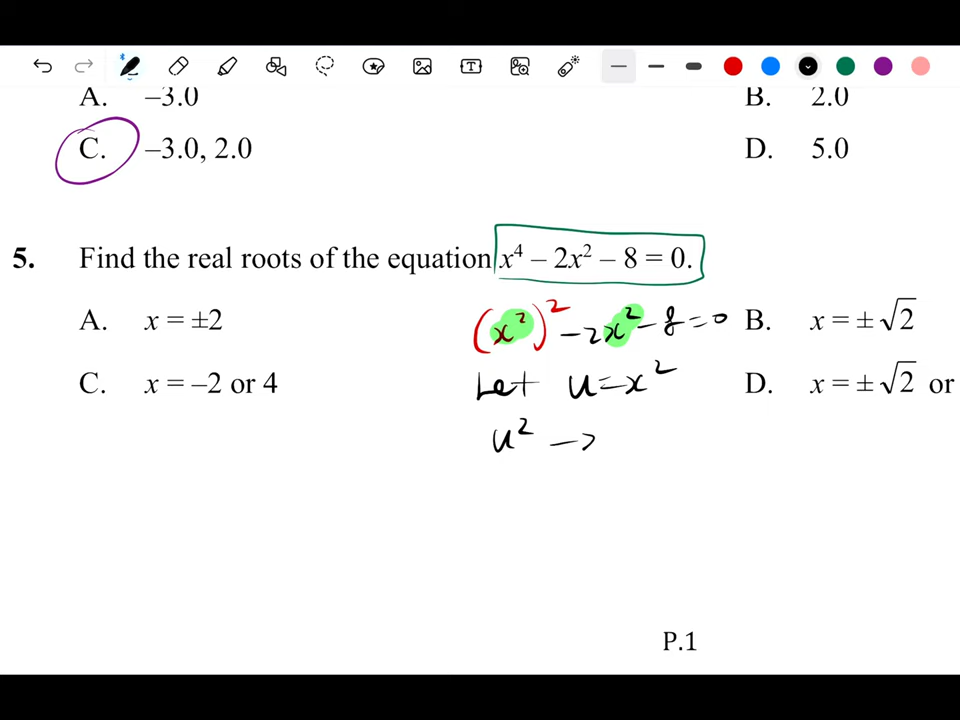 A. –3.0 B. 2.0
C. –3.0, 2.0 D. 5.0
5. Find the real roots of the equation x⁴ – 2x² – 8 = 0.
A. x = ±2 (x²)² – 2x² – 8 = 0 B. x = ± √2
C. x = –2 or 4 Let u = x² D. x = ± √2 or
u² – 2
P.1